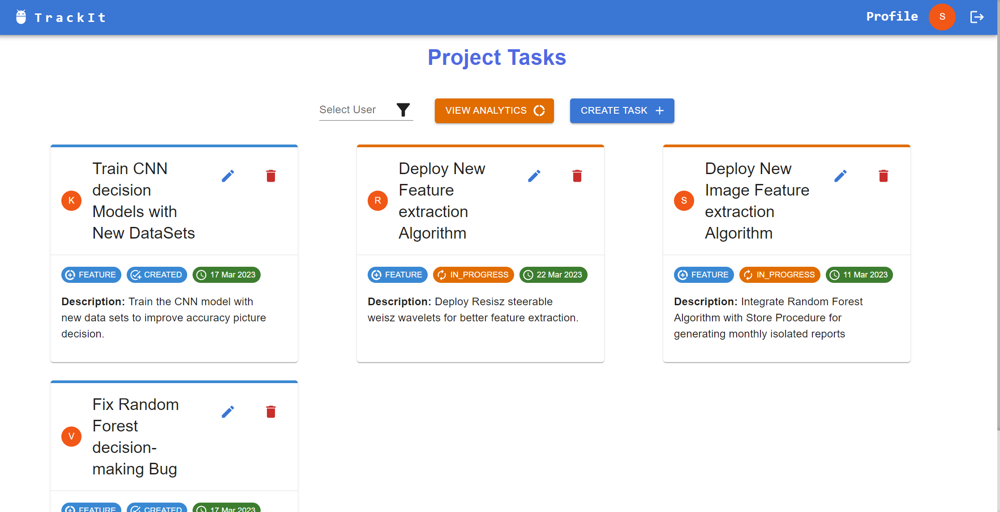 TrackIt
Profile S
Project Tasks
Select User
VIEW ANALYTICS
CREATE TASK
K
Train CNN
decision
Models with
New DataSets
FEATURE CREATED 17 Mar 2023
Description: Train the CNN model with
new data sets to improve accuracy picture
decision.
R
Deploy New
Feature
extraction
Algorithm
FEATURE IN_PROGRESS 22 Mar 2023
Description: Deploy Resisz steerable
weisz wavelets for better feature extraction.
S
Deploy New
Image Feature
extraction
Algorithm
FEATURE IN_PROGRESS 11 Mar 2023
Description: Integrate Random Forest
Algorithm with Store Procedure for
generating monthly isolated reports
V
Fix Random
Forest
decision-
making Bug
FEATURE CREATED 17 Mar 2023